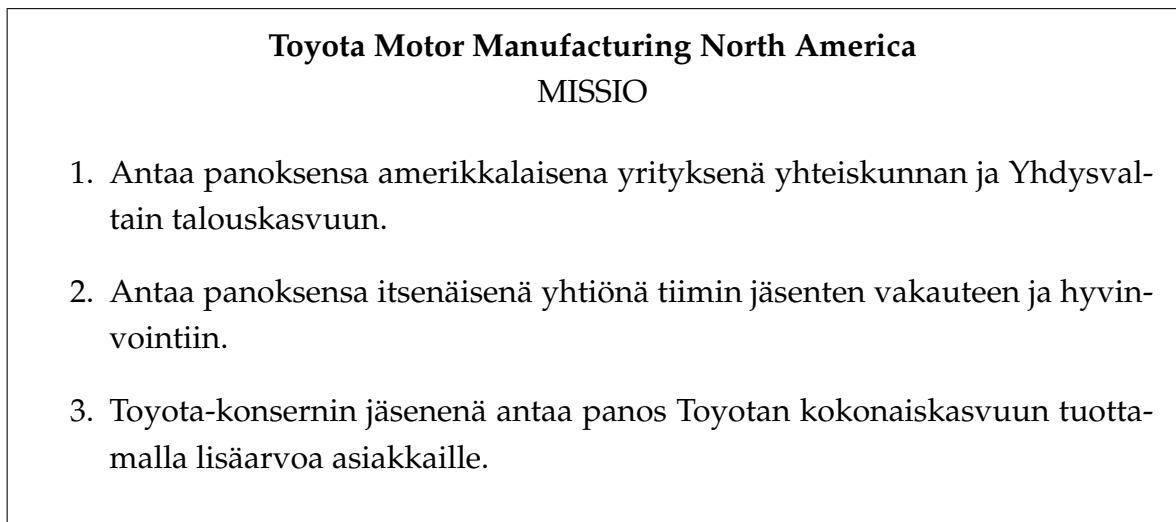 Toyota Motor Manufacturing North America
MISSIO
1. Antaa panoksensa amerikkalaisena yrityksenä yhteiskunnan ja Yhdysval-
tain talouskasvuun.
2. Antaa panoksensa itsenäisenä yhtiönä tiimin jäsenten vakauteen ja hyvin-
vointiin.
3. Toyota-konsernin jäsenenä antaa panos Toyotan kokonaiskasvuun tuotta-
malla lisäarvoa asiakkaille.